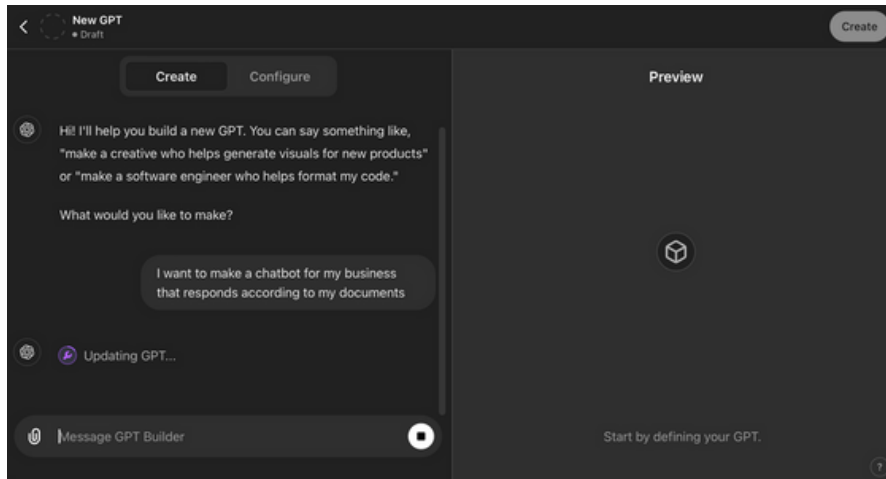 New GPT
• Draft
Create
Create
Configure
Preview
Hi! I'll help you build a new GPT. You can say something like,
"make a creative who helps generate visuals for new products"
or "make a software engineer who helps format my code."
What would you like to make?
I want to make a chatbot for my business
that responds according to my documents
Updating GPT...
Message GPT Builder
Start by defining your GPT.
?